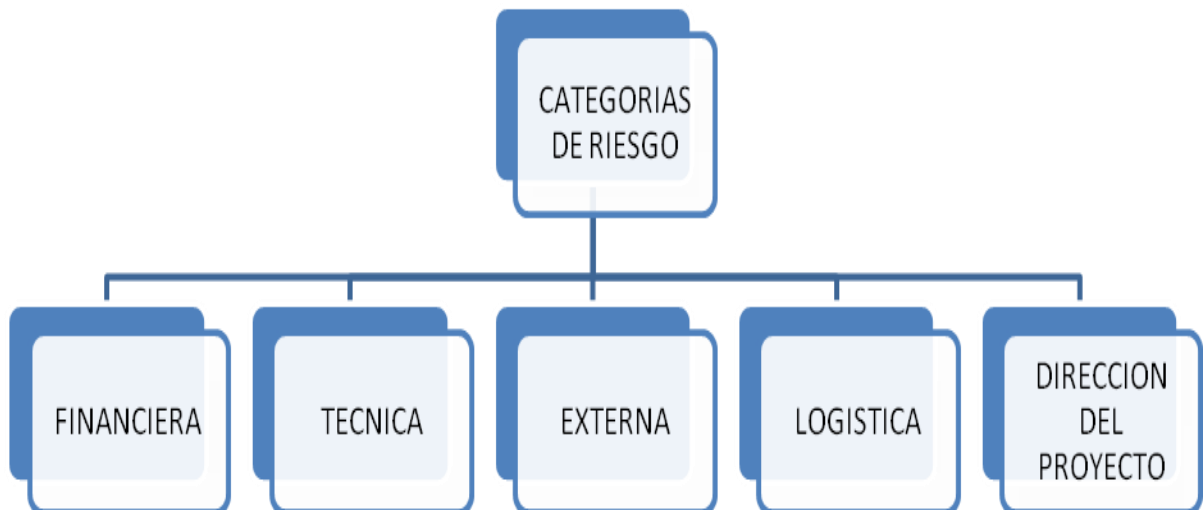 CATEGORIAS
DE RIESGO
FINANCIERA
TECNICA
EXTERNA
LOGISTICA
DIRECCION
DEL
PROYECTO